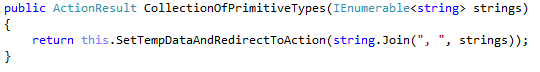 public ActionResult CollectionOfPrimitiveTypes(IEnumerable<string> strings)
{
    return this.SetTempDataAndRedirectToAction(string.Join(", ", strings));
}